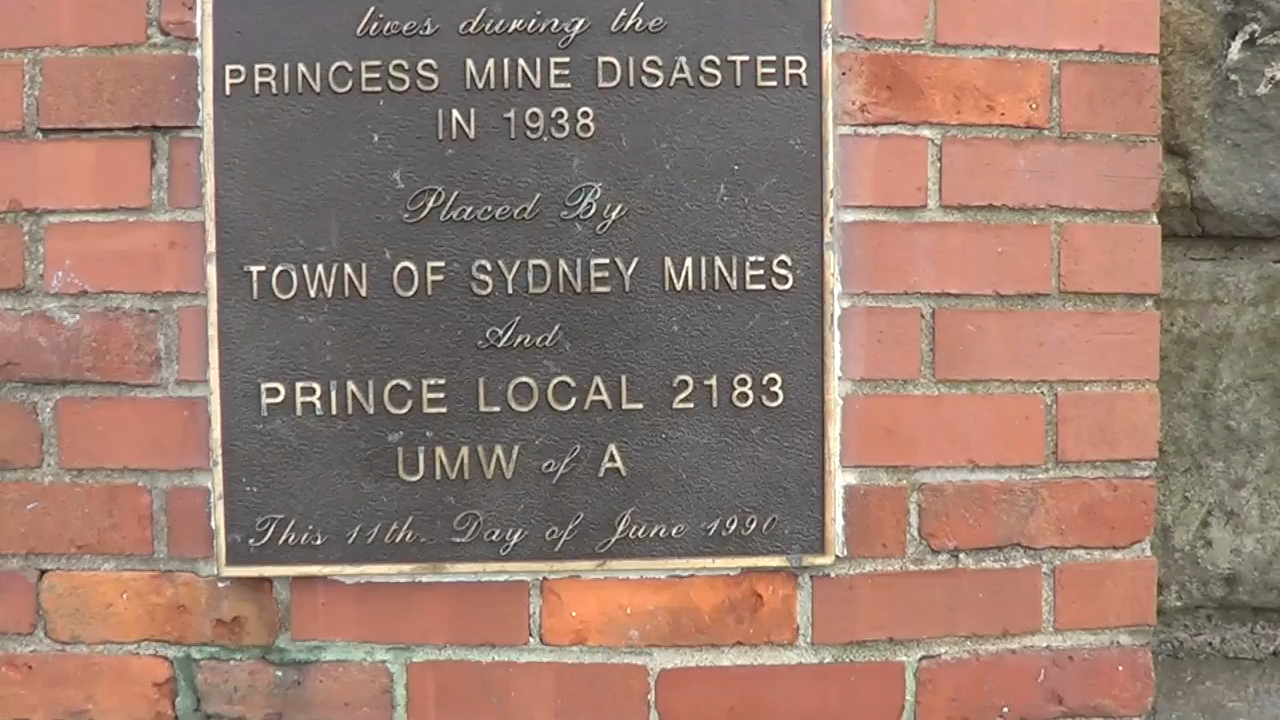 lives during the
PRINCESS MINE DISASTER
IN 1938
Placed By
TOWN OF SYDNEY MINES
And
PRINCE LOCAL 2183
UMW of A
This 11th. Day of June 1990.